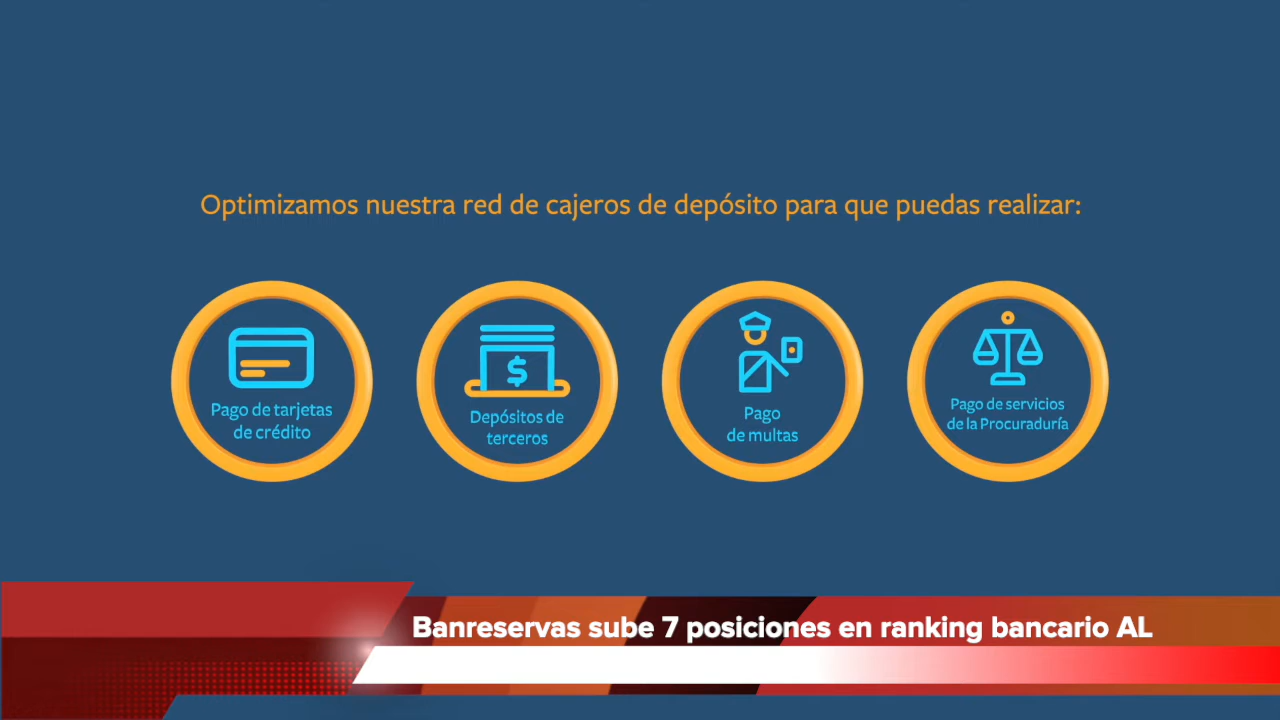 Optimizamos nuestra red de cajeros de depósito para que puedas realizar:
Pago de tarjetas
de crédito
$
Depósitos de
terceros
Pago
de multas
Pago de servicios
de la Procuraduría
Banreservas sube 7 posiciones en ranking bancario AL